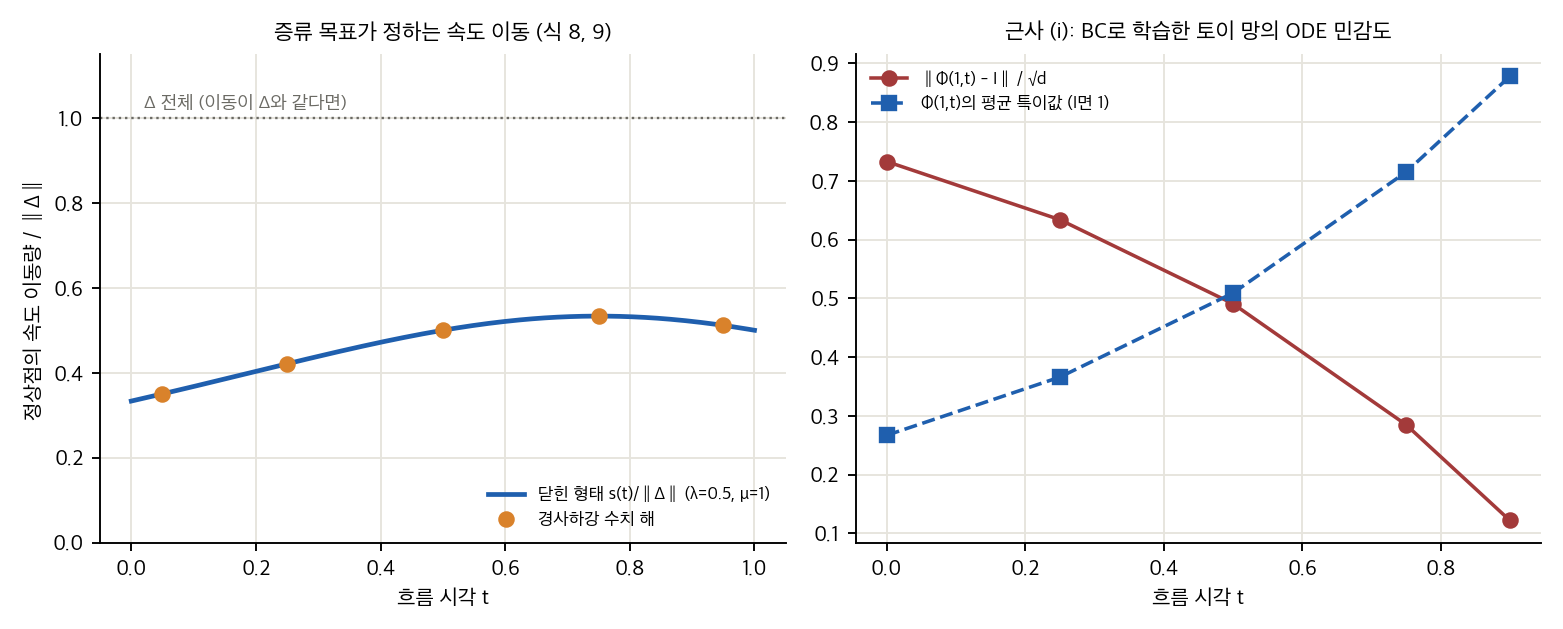 증류 목표가 정하는 속도 이동 (식 8, 9)
Δ 전체 (이동이 Δ와 같다면)
정상점의 속도 이동량 / ‖Δ‖
1.0
0.8
0.6
0.4
0.2
0.0
닫힌 형태 s(t)/‖Δ‖ (λ=0.5, μ=1)
경사하강 수치 해
0.0 0.2 0.4 0.6 0.8 1.0
흐름 시각 t
근사 (i): BC로 학습한 토이 망의 ODE 민감도
‖Φ(1,t) - I‖ / √d
Φ(1,t)의 평균 특이값 (I면 1)
0.9
0.8
0.7
0.6
0.5
0.4
0.3
0.2
0.1
0.0 0.2 0.4 0.6 0.8
흐름 시각 t